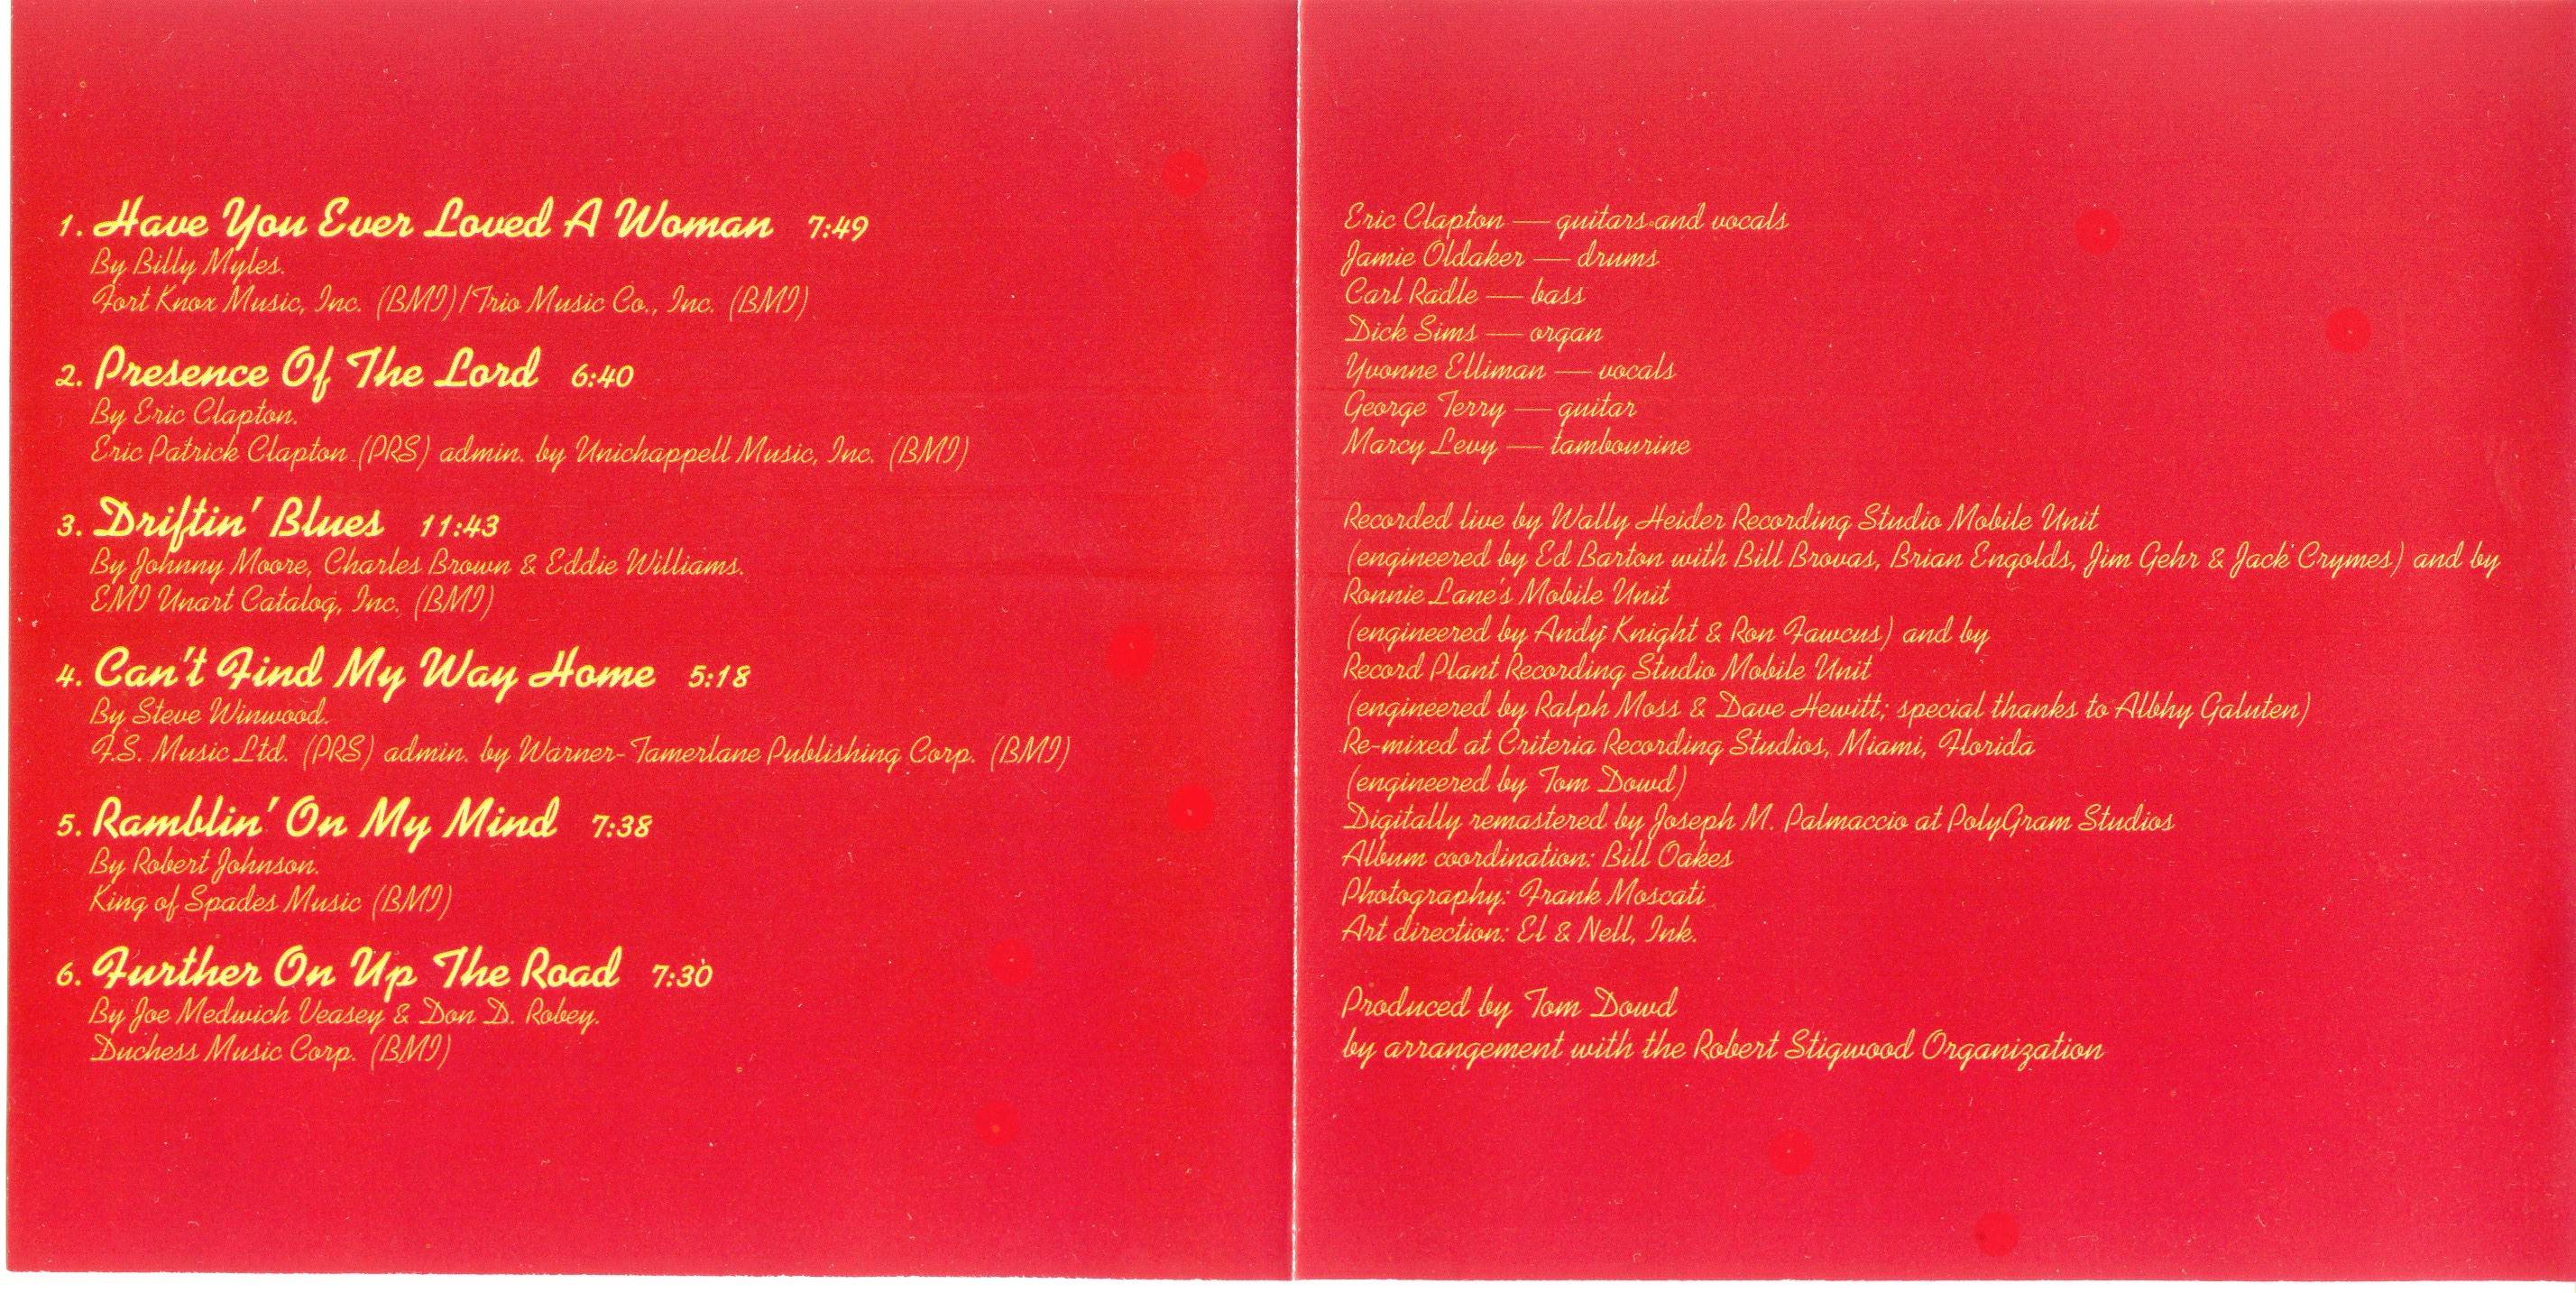 1. Have You Ever Loved A Woman 7:49
By Billy Myles.
Fort Knox Music, Inc. (BMI)/Trio Music Co., Inc. (BMI)
2. Presence Of The Lord 6:40
By Eric Clapton.
Eric Patrick Clapton (PRS) admin. by Unichappell Music, Inc. (BMI)
3. Driftin' Blues 11:43
By Johnny Moore, Charles Brown & Eddie Williams.
EMI Unart Catalog, Inc. (BMI)
4. Can't Find My Way Home 5:18
By Steve Winwood.
F.S. Music Ltd. (PRS) admin. by Warner-Tamerlane Publishing Corp. (BMI)
5. Ramblin' On My Mind 7:38
By Robert Johnson.
King of Spades Music (BMI)
6. Further On Up The Road 7:30
By Joe Medwich Veasey & Don D. Robey.
Duchess Music Corp. (BMI)
Eric Clapton — guitars and vocals
Jamie Oldaker — drums
Carl Radle — bass
Dick Sims — organ
Yvonne Elliman — vocals
George Terry — guitar
Marcy Levy — tambourine
Recorded live by Wally Heider Recording Studio Mobile Unit
(engineered by Ed Barton with Bill Brovas, Brian Engolds, Jim Gehr & Jack Crymes) and by
Ronnie Lane's Mobile Unit
(engineered by Andy Knight & Ron Fawcus) and by
Record Plant Recording Studio Mobile Unit
(engineered by Ralph Moss & Dave Hewitt; special thanks to Albhy Galuten)
Re-mixed at Criteria Recording Studios, Miami, Florida
(engineered by Tom Dowd)
Digitally remastered by Joseph M. Palmaccio at PolyGram Studios
Album coordination: Bill Oakes
Photography: Frank Moscati
Art direction: El & Nell, Ink.
Produced by Tom Dowd
by arrangement with the Robert Stigwood Organization